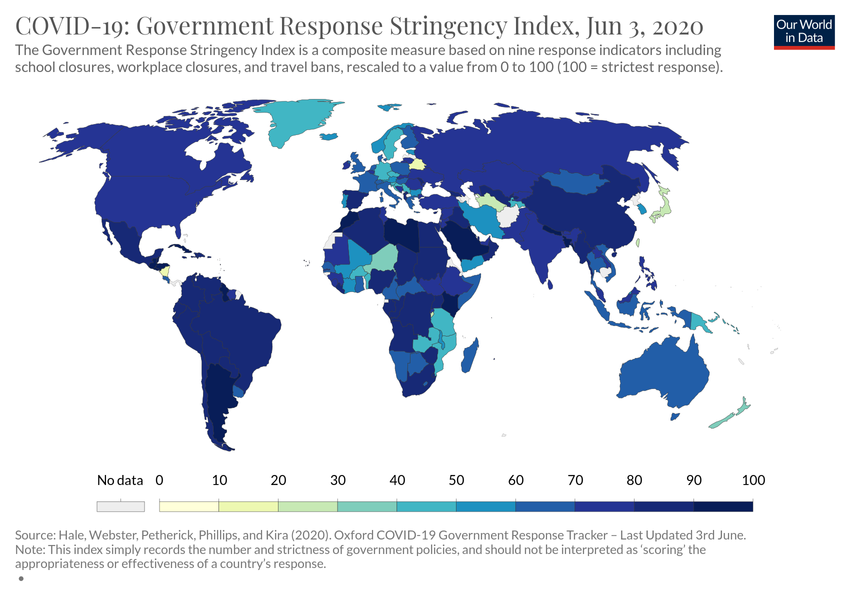 COVID-19: Government Response Stringency Index, Jun 3, 2020
Our World
in Data
The Government Response Stringency Index is a composite measure based on nine response indicators including
school closures, workplace closures, and travel bans, rescaled to a value from 0 to 100 (100 = strictest response).
No data 0 10 20 30 40 50 60 70 80 90 100
Source: Hale, Webster, Petherick, Phillips, and Kira (2020). Oxford COVID-19 Government Response Tracker – Last Updated 3rd June.
Note: This index simply records the number and strictness of government policies, and should not be interpreted as ‘scoring’ the
appropriateness or effectiveness of a country’s response.